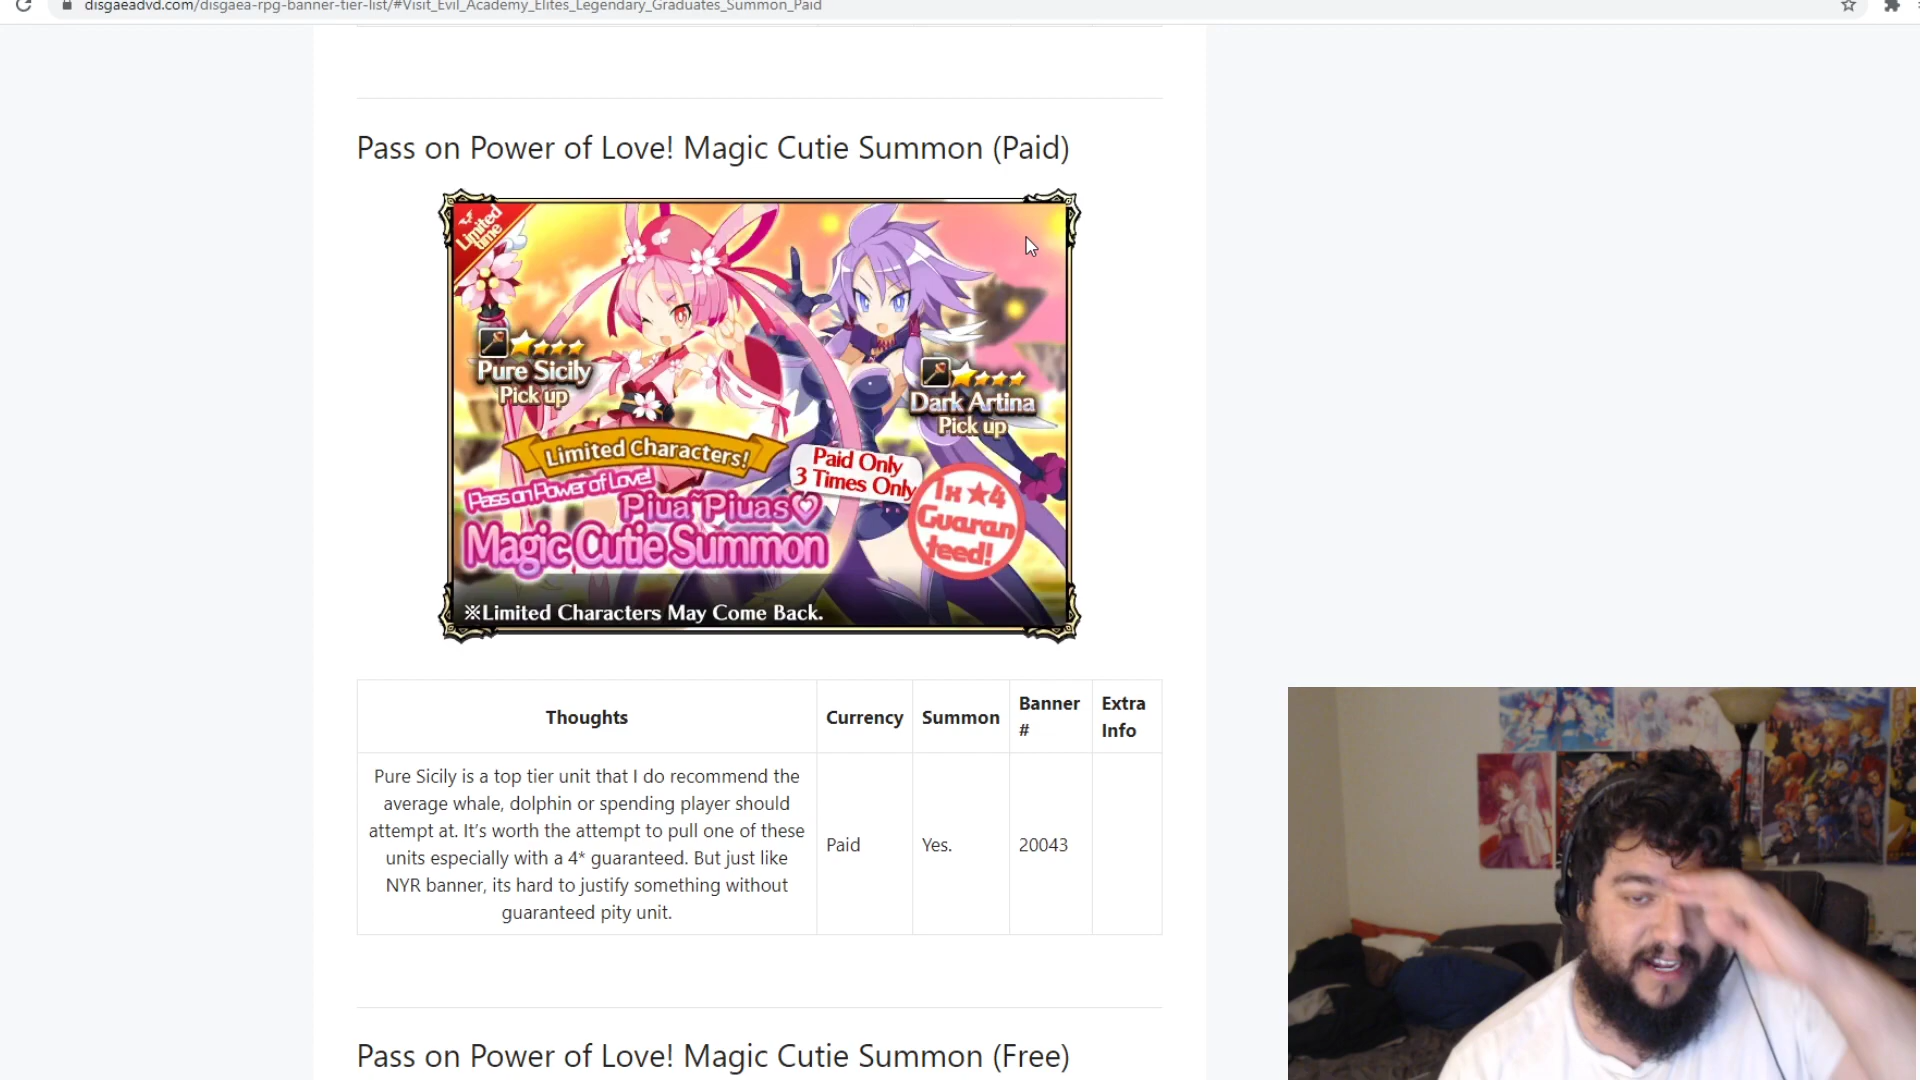 disgaeadvd.com/disgaea-rpg-banner-tier-list/#Visit_Evil_Academy_Elites_Legendary_Graduates_Summon_Paid
Pass on Power of Love! Magic Cutie Summon (Paid)
Limited time
Pure Sicily
Pick up
Dark Artina
Pick up
Limited Characters!
Paid Only
3 Times Only
Pass on Power of Love!
Piua~Piuas♡
Magic Cutie Summon
1x ★4
Guaran
teed!
※Limited Characters May Come Back.
Thoughts
Currency
Summon
Banner
#
Extra
Info
Pure Sicily is a top tier unit that I do recommend the
average whale, dolphin or spending player should
attempt at. It's worth the attempt to pull one of these
units especially with a 4* guaranteed. But just like
NYR banner, its hard to justify something without
guaranteed pity unit.
Paid
Yes.
20043
Pass on Power of Love! Magic Cutie Summon (Free)